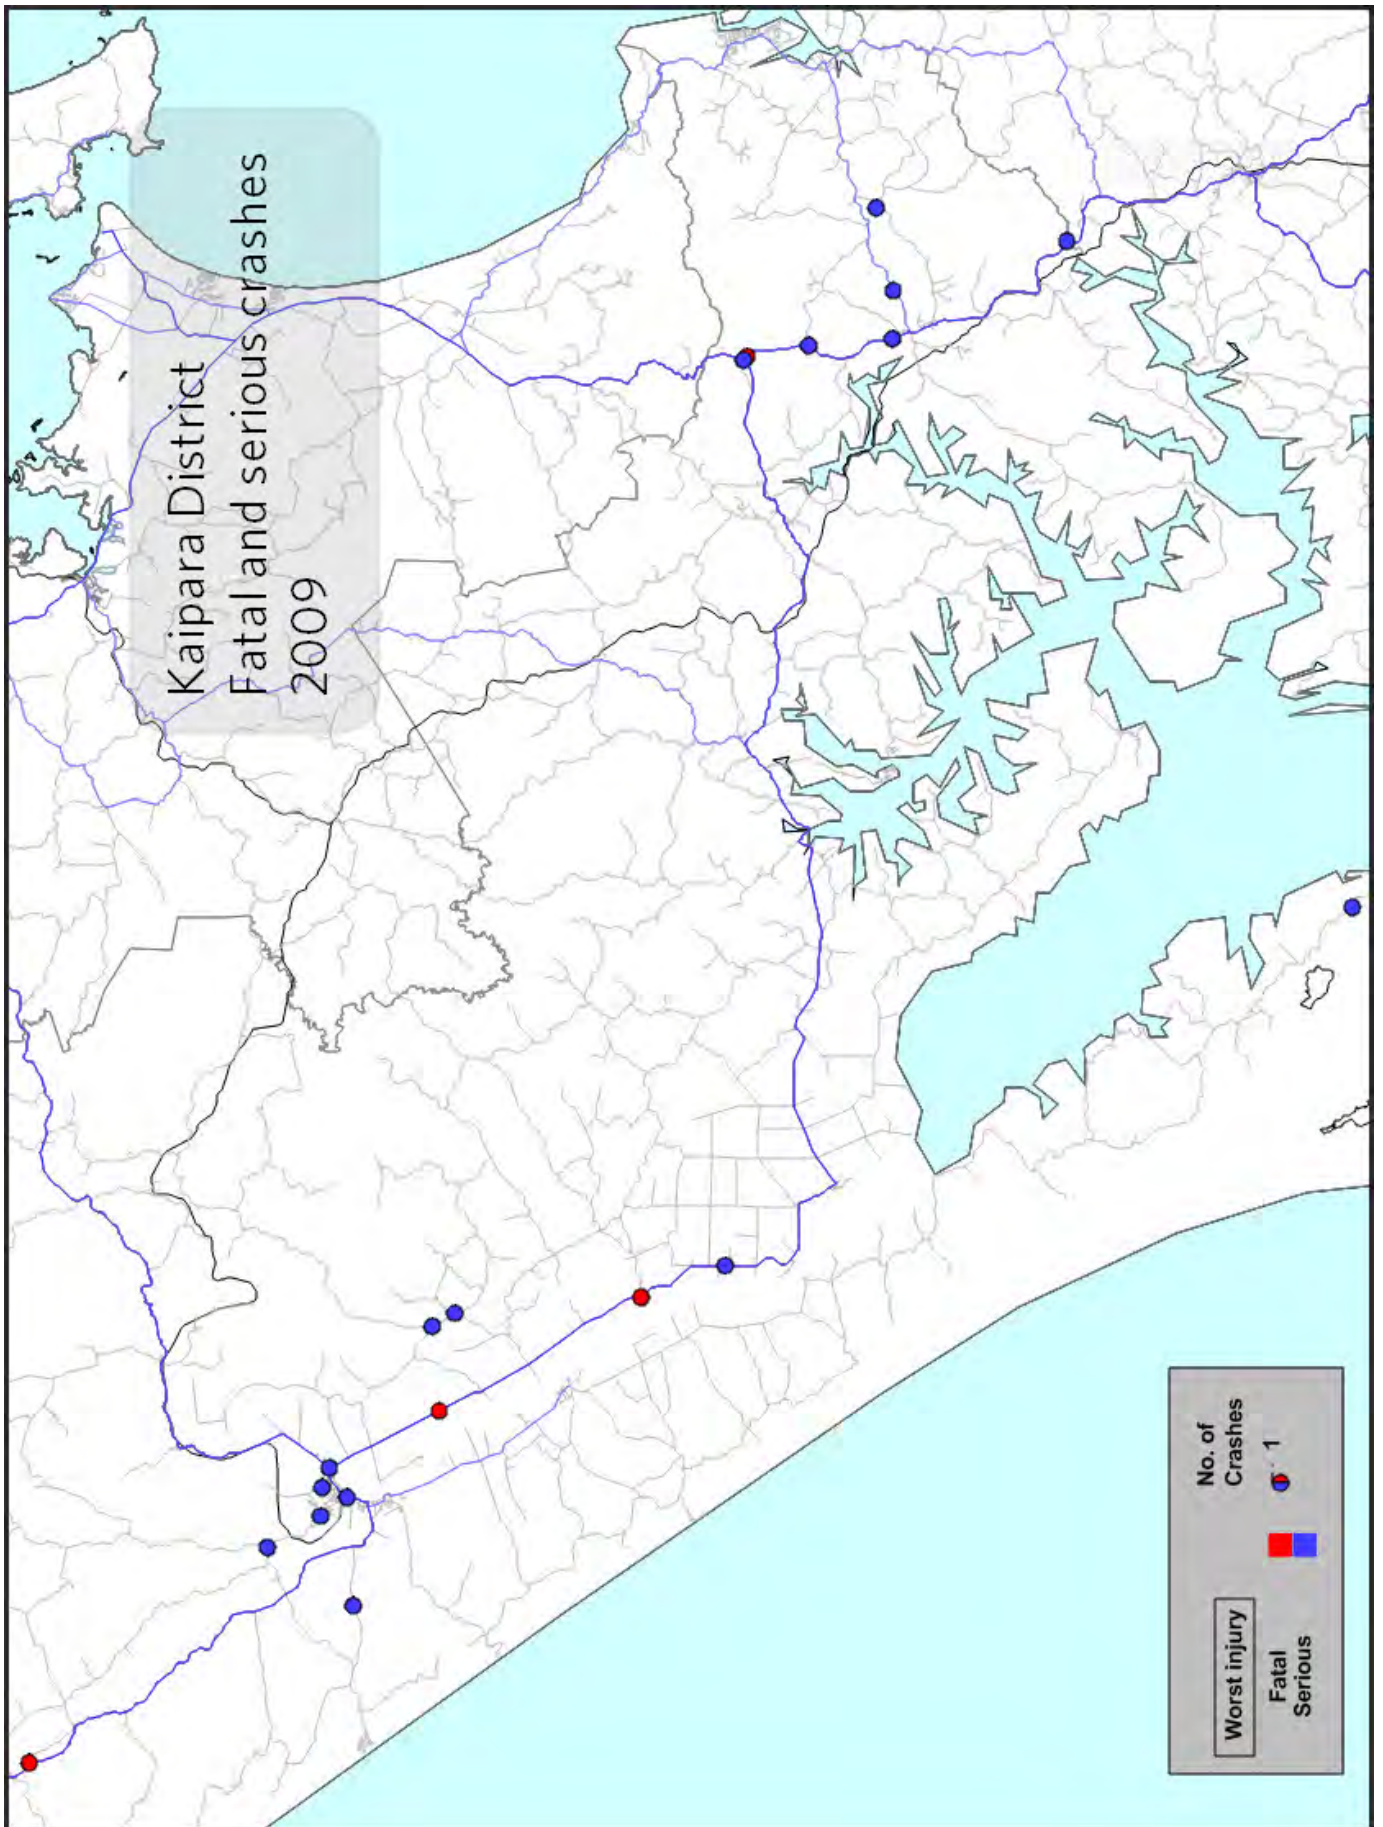 Kaipara District
Fatal and serious crashes
2009
Worst injury
No. of
Crashes
Fatal
1
Serious